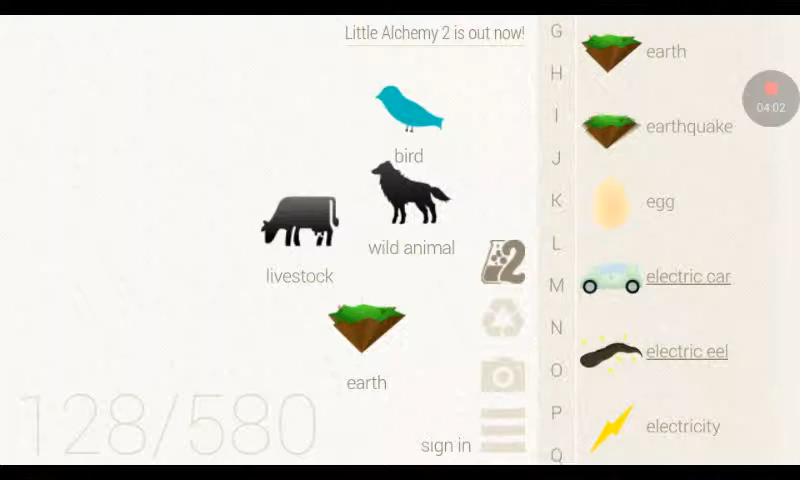 Little Alchemy 2 is out now!
bird
wild animal
livestock
earth
128/580
sign in
2
G
H
I
J
K
L
M
N
O
P
Q
earth
earthquake
egg
electric car
electric eel
electricity
04:02